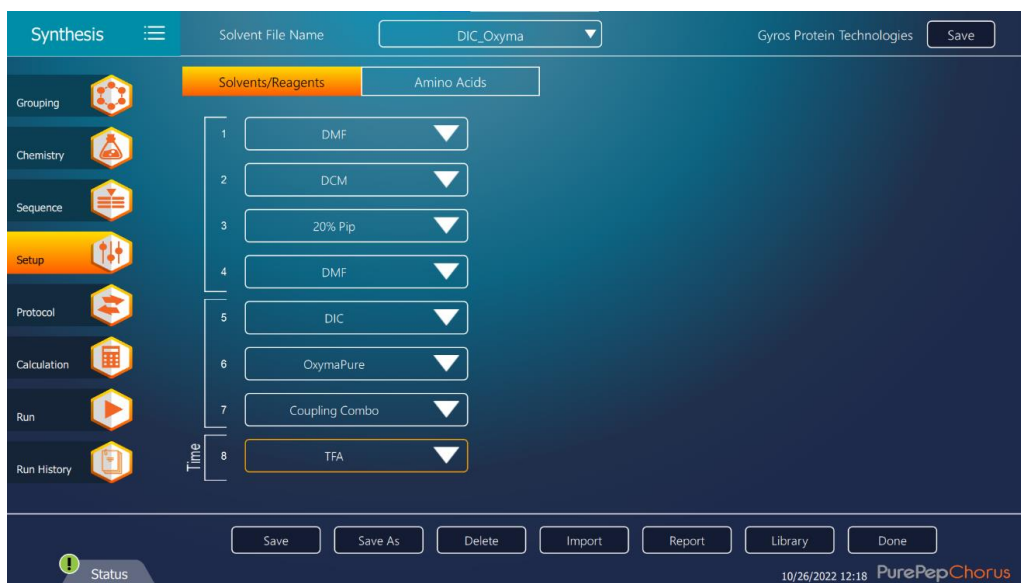 Synthesis
Solvent File Name
DIC_Oxyma
Gyros Protein Technologies
Save
Solvents/Reagents
Amino Acids
Grouping
Chemistry
Sequence
Setup
Protocol
Calculation
Run
Run History
1 DMF
2 DCM
3 20% Pip
4 DMF
5 DIC
6 OxymaPure
7 Coupling Combo
Time
8 TFA
Save
Save As
Delete
Import
Report
Library
Done
! Status
10/26/2022 12:18 PurePepChorus